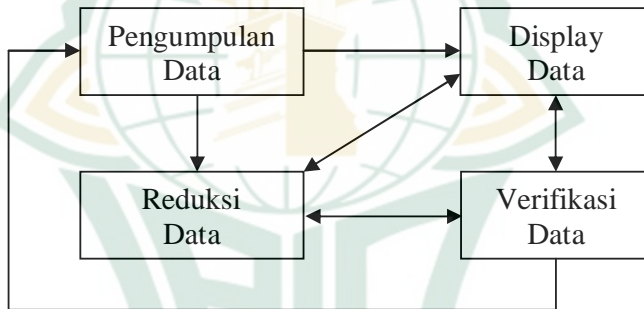 Pengumpulan
Data
Display
Data
Reduksi
Data
Verifikasi
Data